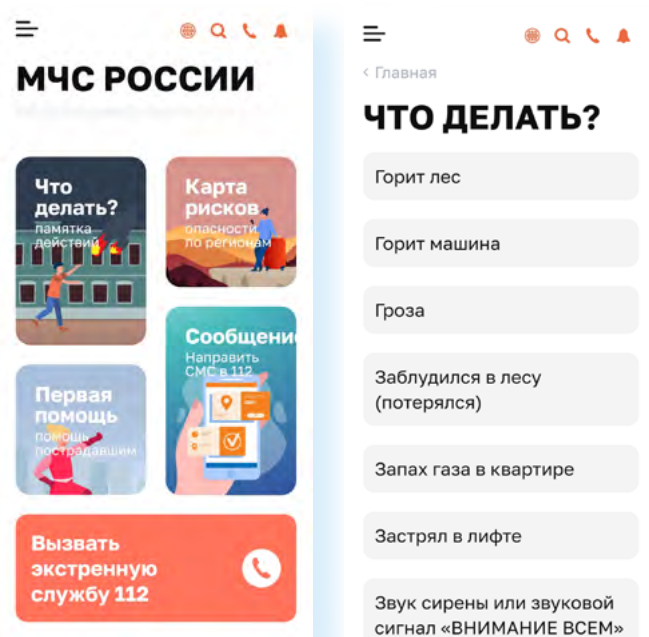 МЧС РОССИИ
Что
делать?
памятка
действий
Карта
рисков
опасности
по регионам
Сообщени
Направить
СМС в 112
Первая
помощь
помощь
пострадавшим
Вызвать
экстренную
службу 112
‹ Главная
ЧТО ДЕЛАТЬ?
Горит лес
Горит машина
Гроза
Заблудился в лесу
(потерялся)
Запах газа в квартире
Застрял в лифте
Звук сирены или звуковой
сигнал «ВНИМАНИЕ ВСЕМ»